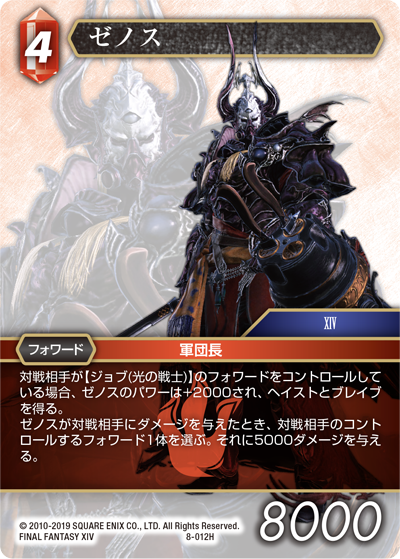 4
ゼノス
XIV
フォワード
軍団長
対戦相手が【ジョブ(光の戦士)】のフォワードをコントロールして
いる場合、ゼノスのパワーは+2000され、ヘイストとブレイブ
を得る。
ゼノスが対戦相手にダメージを与えたとき、対戦相手のコント
ロールするフォワード1体を選ぶ。それに5000ダメージを与え
る。
© 2010-2019 SQUARE ENIX CO., LTD. All Rights Reserved.
FINAL FANTASY XIV
8-012H
8000